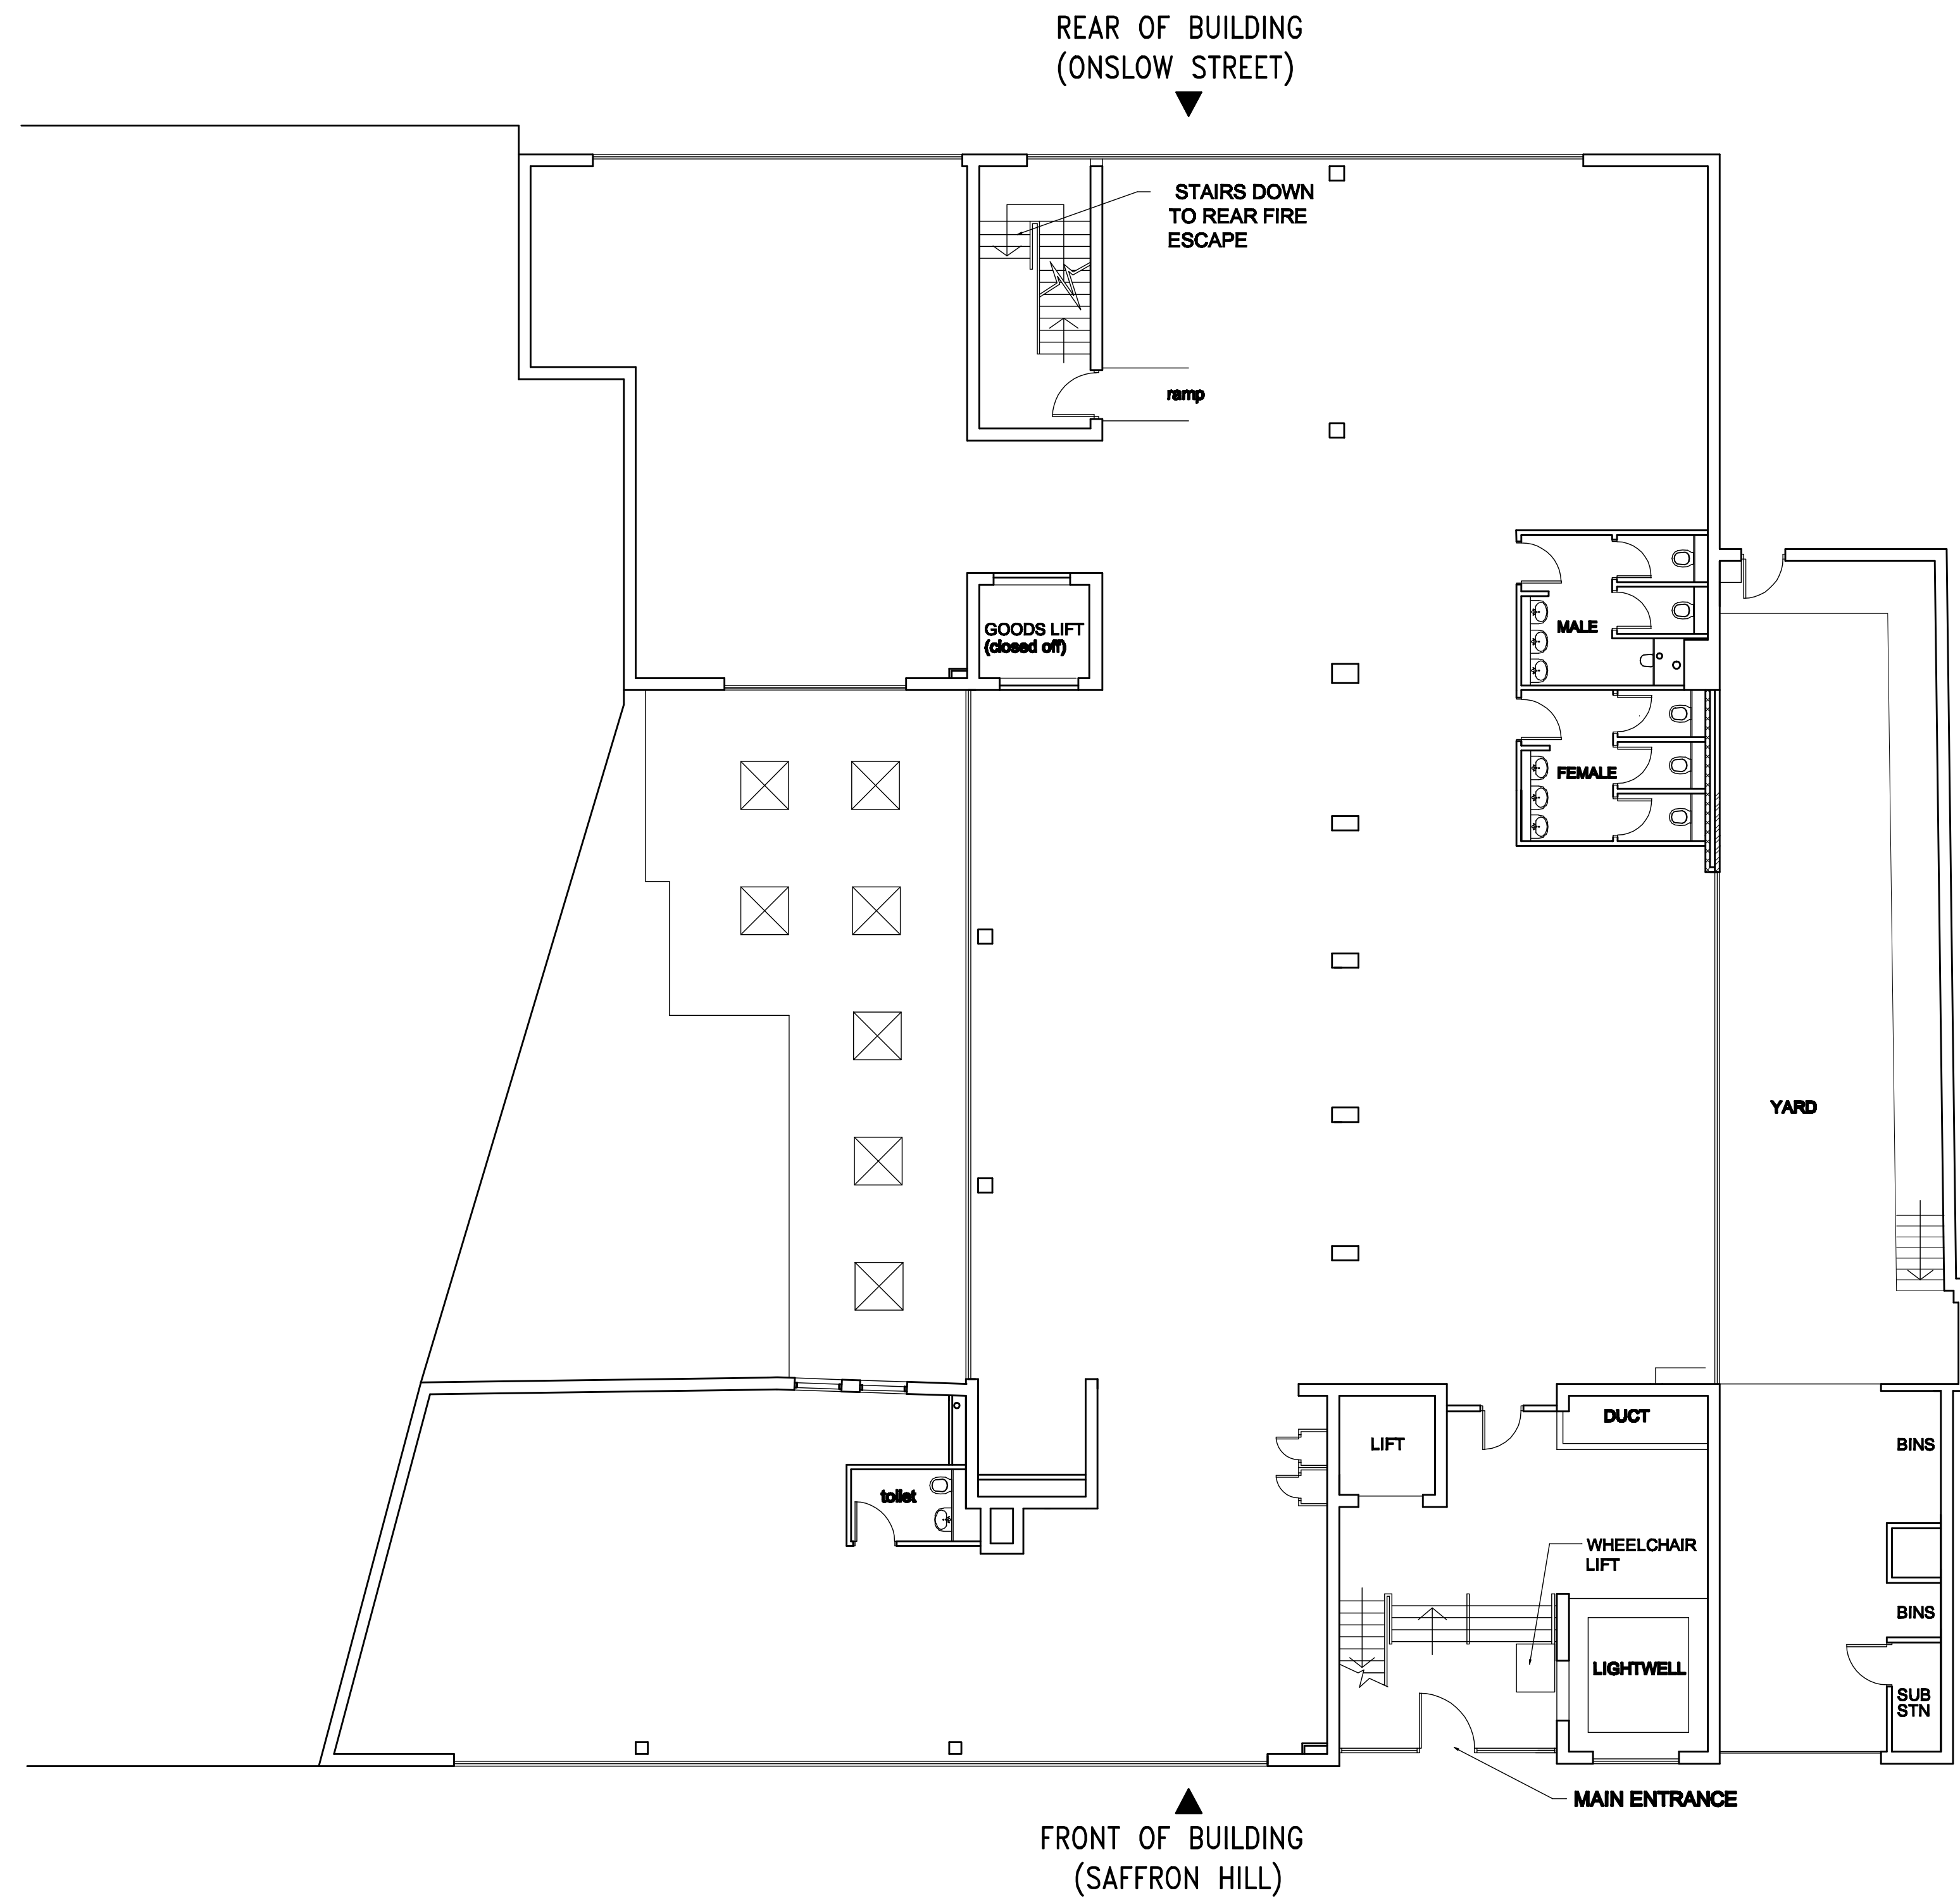 REAR OF BUILDING
(ONSLOW STREET)
STAIRS DOWN
TO REAR FIRE
ESCAPE
ramp
GOODS LIFT
(closed off)
MALE
FEMALE
YARD
DUCT
LIFT
BINS
toilet
WHEELCHAIR
LIFT
BINS
LIGHTWELL
SUB
STN
MAIN ENTRANCE
FRONT OF BUILDING
(SAFFRON HILL)